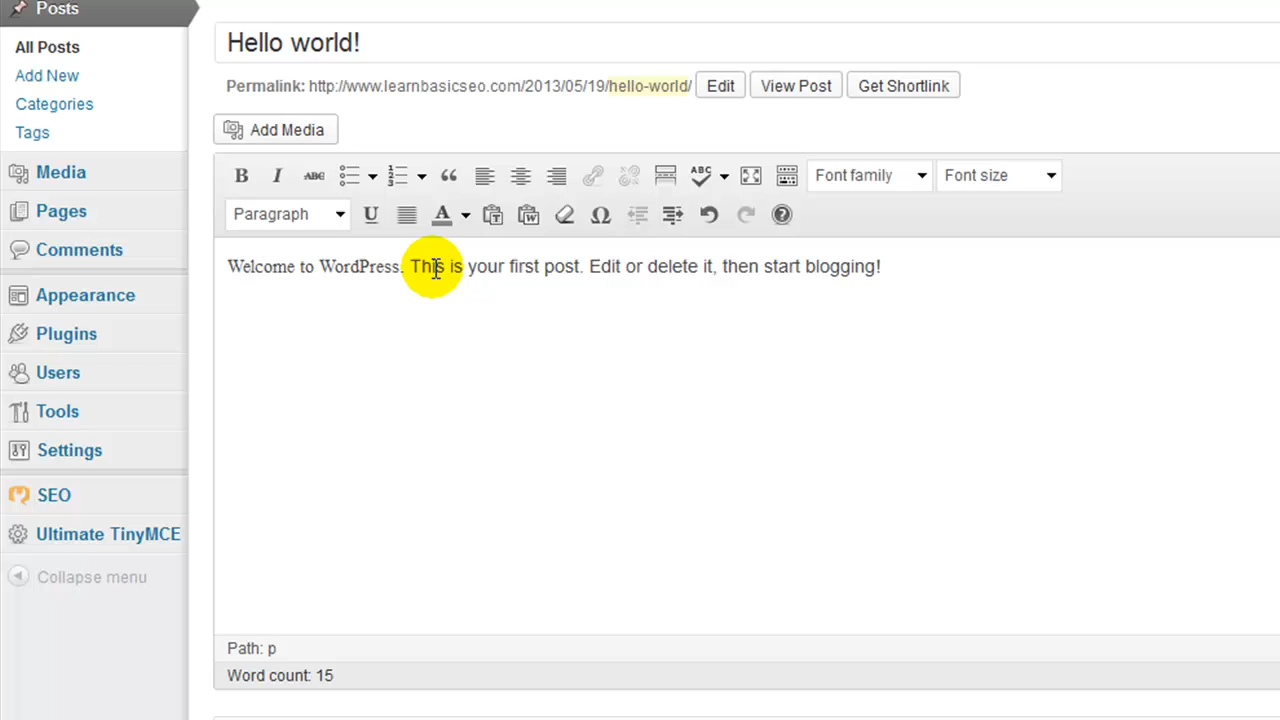 Posts
All Posts
Add New
Categories
Tags
Media
Pages
Comments
Appearance
Plugins
Users
Tools
Settings
SEO
Ultimate TinyMCE
Collapse menu
Hello world!
Permalink: http://www.learnbasicseo.com/2013/05/19/hello-world/ Edit View Post Get Shortlink
Add Media
B I ABC ABC Font family Font size
Paragraph U A T W Ω ?
Welcome to WordPress. This is your first post. Edit or delete it, then start blogging!
Path: p
Word count: 15